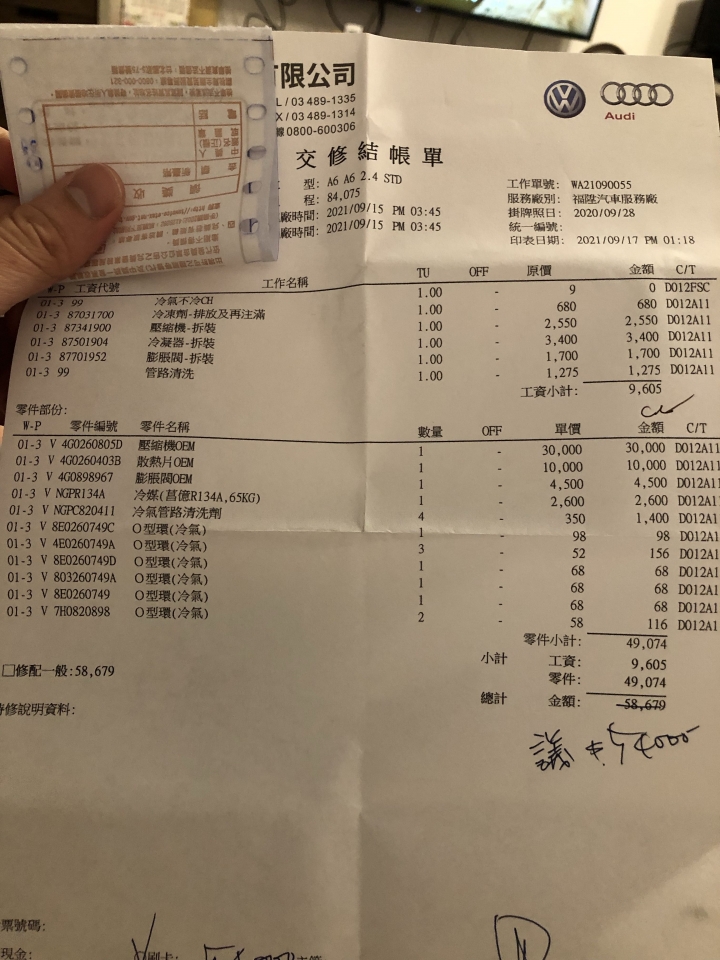 有限公司
L / 03 489-1335
X / 03 489-1314
線 0800-600306
Audi
交修結帳單
型: A6 A6 2.4 STD
程: 84,075
廠時間: 2021/09/15 PM 03:45
廠時間: 2021/09/15 PM 03:45
工作單號: WA21090055
服務廠別: 福陞汽車服務廠
掛牌照日: 2020/09/28
統一編號:
印表日期: 2021/09/17 PM 01:18
W-P 工資代號 工作名稱 TU OFF 原價 金額 C/T
01-3 99 冷氣不冷CH 1.00 - 9 0 D012FSC
01-3 87031700 冷凍劑-排放及再注滿 1.00 - 680 680 D012A11
01-3 87341900 壓縮機-拆裝 1.00 - 2,550 2,550 D012A11
01-3 87501904 冷凝器-拆裝 1.00 - 3,400 3,400 D012A11
01-3 87701952 膨脹閥-拆裝 1.00 - 1,700 1,700 D012A11
01-3 99 管路清洗 1.00 - 1,275 1,275 D012A11
工資小計: 9,605
零件部份:
W-P 零件編號 零件名稱 數量 OFF 單價 金額 C/T
01-3 V 4G0260805D 壓縮機OEM 1 - 30,000 30,000 D012A11
01-3 V 4G0260403B 散熱片OEM 1 - 10,000 10,000 D012A11
01-3 V 4G0898967 膨脹閥OEM 1 - 4,500 4,500 D012A11
01-3 V NGPR134A 冷媒(菖億R134A,65KG) 1 - 2,600 2,600 D012A11
01-3 V NGPC820411 冷氣管路清洗劑 4 - 350 1,400 D012A11
01-3 V 8E0260749C O型環(冷氣) 1 - 98 98 D012A1
01-3 V 4E0260749A O型環(冷氣) 3 - 52 156 D012A1
01-3 V 8E0260749D O型環(冷氣) 1 - 68 68 D012A1
01-3 V 803260749A O型環(冷氣) 1 - 68 68 D012A1
01-3 V 8E0260749 O型環(冷氣) 1 - 68 68 D012A1
01-3 V 7H0820898 O型環(冷氣) 2 - 58 116 D012A11
零件小計: 49,074
小計 工資: 9,605
零件: 49,074
□修配一般:58,679
總計 金額: 58,679
待修說明資料:
議 54000
票號碼:
現金:
刷卡: